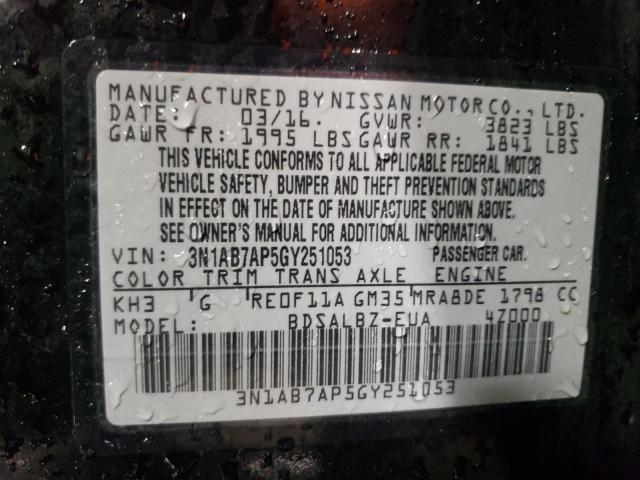 MANUFACTURED BY NISSAN MOTOR CO., LTD.
DATE: 03/16. GVWR: 3823 LBS
GAWR FR: 1995 LBS GAWR RR: 1841 LBS
THIS VEHICLE CONFORMS TO ALL APPLICABLE FEDERAL MOTOR
VEHICLE SAFETY, BUMPER AND THEFT PREVENTION STANDARDS
IN EFFECT ON THE DATE OF MANUFACTURE SHOWN ABOVE.
SEE OWNER'S MANUAL FOR ADDITIONAL INFORMATION.
VIN: 3N1AB7AP5GY251053 PASSENGER CAR.
COLOR TRIM TRANS AXLE ENGINE
KH3 G RE0F11A GM35 MRA8DE 1798 CC
MODEL: BDSALBZ-EUA 4Z000
3N1AB7AP5GY251053